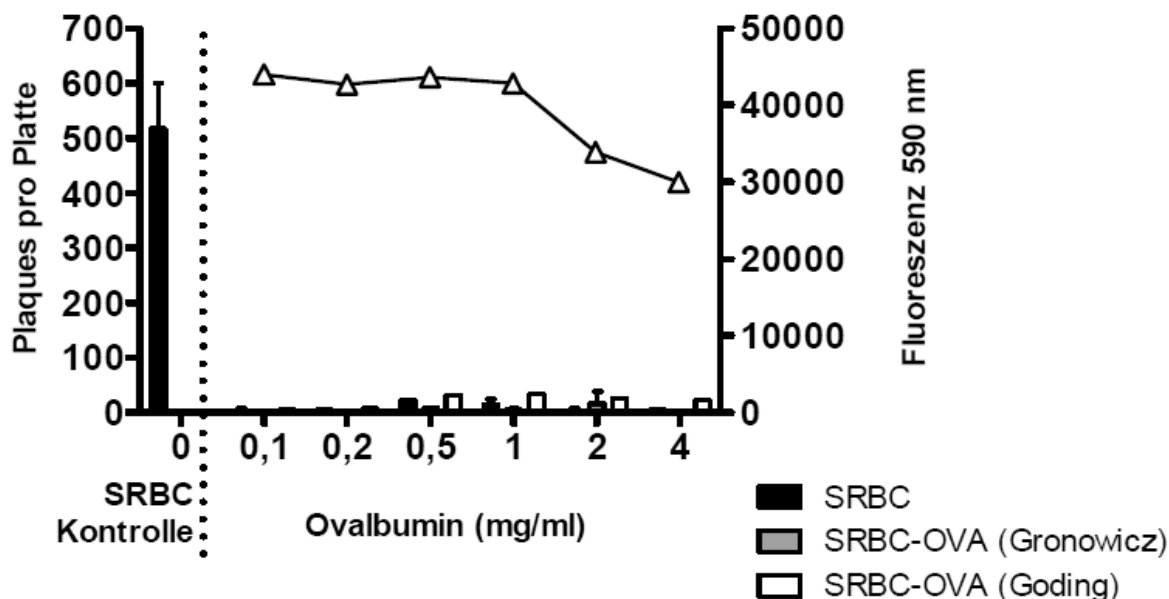 700
600
500
400
300
200
100
0
Plaques pro Platte
50000
40000
30000
20000
10000
0
Fluoreszenz 590 nm
0 0,1 0,2 0,5 1 2 4
SRBC
Kontrolle
Ovalbumin (mg/ml)
SRBC
SRBC-OVA (Gronowicz)
SRBC-OVA (Goding)